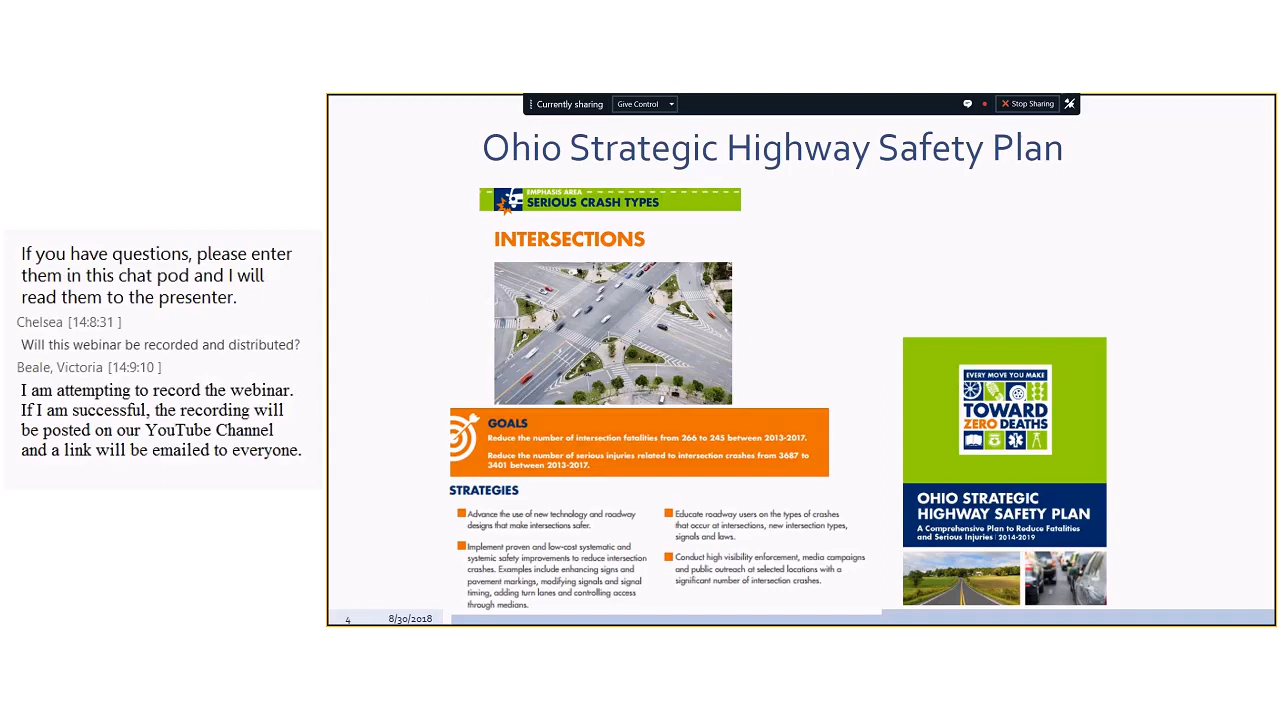 If you have questions, please enter
them in this chat pod and I will
read them to the presenter.
Chelsea [14:8:31 ]
Will this webinar be recorded and distributed?
Beale, Victoria [14:9:10 ]
I am attempting to record the webinar.
If I am successful, the recording will
be posted on our YouTube Channel
and a link will be emailed to everyone.
Currently sharing
Give Control
Stop Sharing
Ohio Strategic Highway Safety Plan
EMPHASIS AREA
SERIOUS CRASH TYPES
INTERSECTIONS
GOALS
Reduce the number of intersection fatalities from 266 to 245 between 2013-2017.
Reduce the number of serious injuries related to intersection crashes from 3687 to
3401 between 2013-2017.
STRATEGIES
Advance the use of new technology and roadway
designs that make intersections safer.
Implement proven and low-cost systematic and
systemic safety improvements to reduce intersection
crashes. Examples include enhancing signs and
pavement markings, modifying signals and signal
timing, adding turn lanes and controlling access
through medians.
Educate roadway users on the types of crashes
that occur at intersections, new intersection types,
signals and laws.
Conduct high visibility enforcement, media campaigns
and public outreach at selected locations with a
significant number of intersection crashes.
EVERY MOVE YOU MAKE
TOWARD
ZERO DEATHS
OHIO STRATEGIC
HIGHWAY SAFETY PLAN
A Comprehensive Plan to Reduce Fatalities
and Serious Injuries | 2014-2019
4
8/30/2018